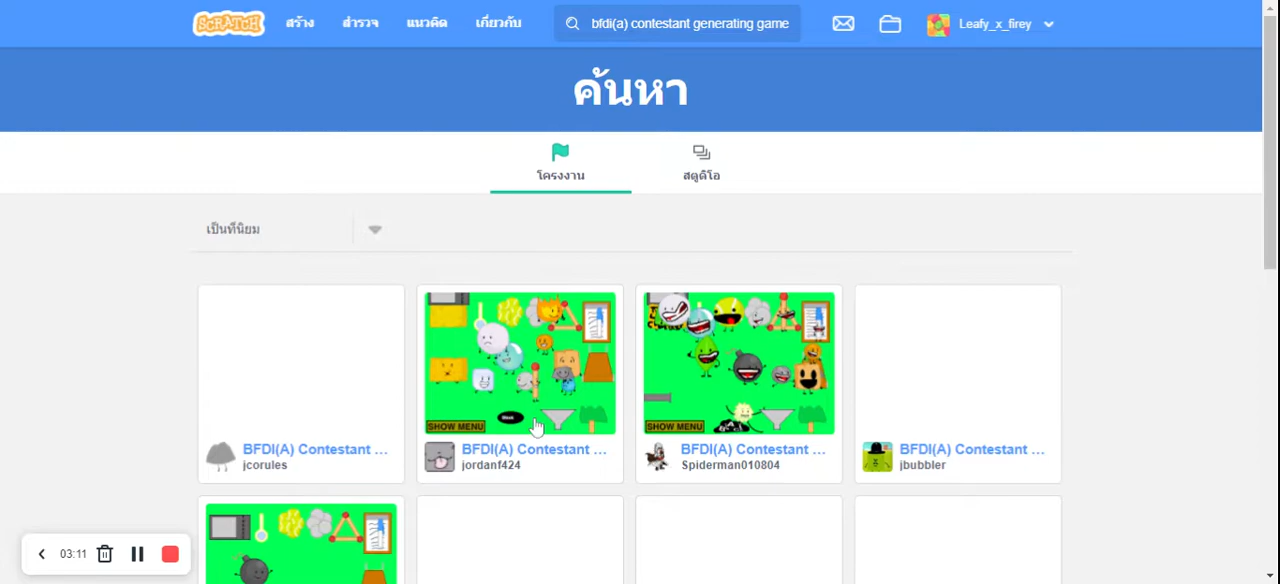 SCRATCH
สร้าง
สำรวจ
แนวคิด
เกี่ยวกับ
bfdi(a) contestant generating game
Leafy_x_firey
ค้นหา
โครงงาน
สตูดิโอ
เป็นที่นิยม
SHOW MENU
SHOW MENU
BFDI(A) Contestant ...
jcorules
BFDI(A) Contestant ...
jordanf424
BFDI(A) Contestant ...
Spiderman010804
BFDI(A) Contestant ...
jbubbler
03:11